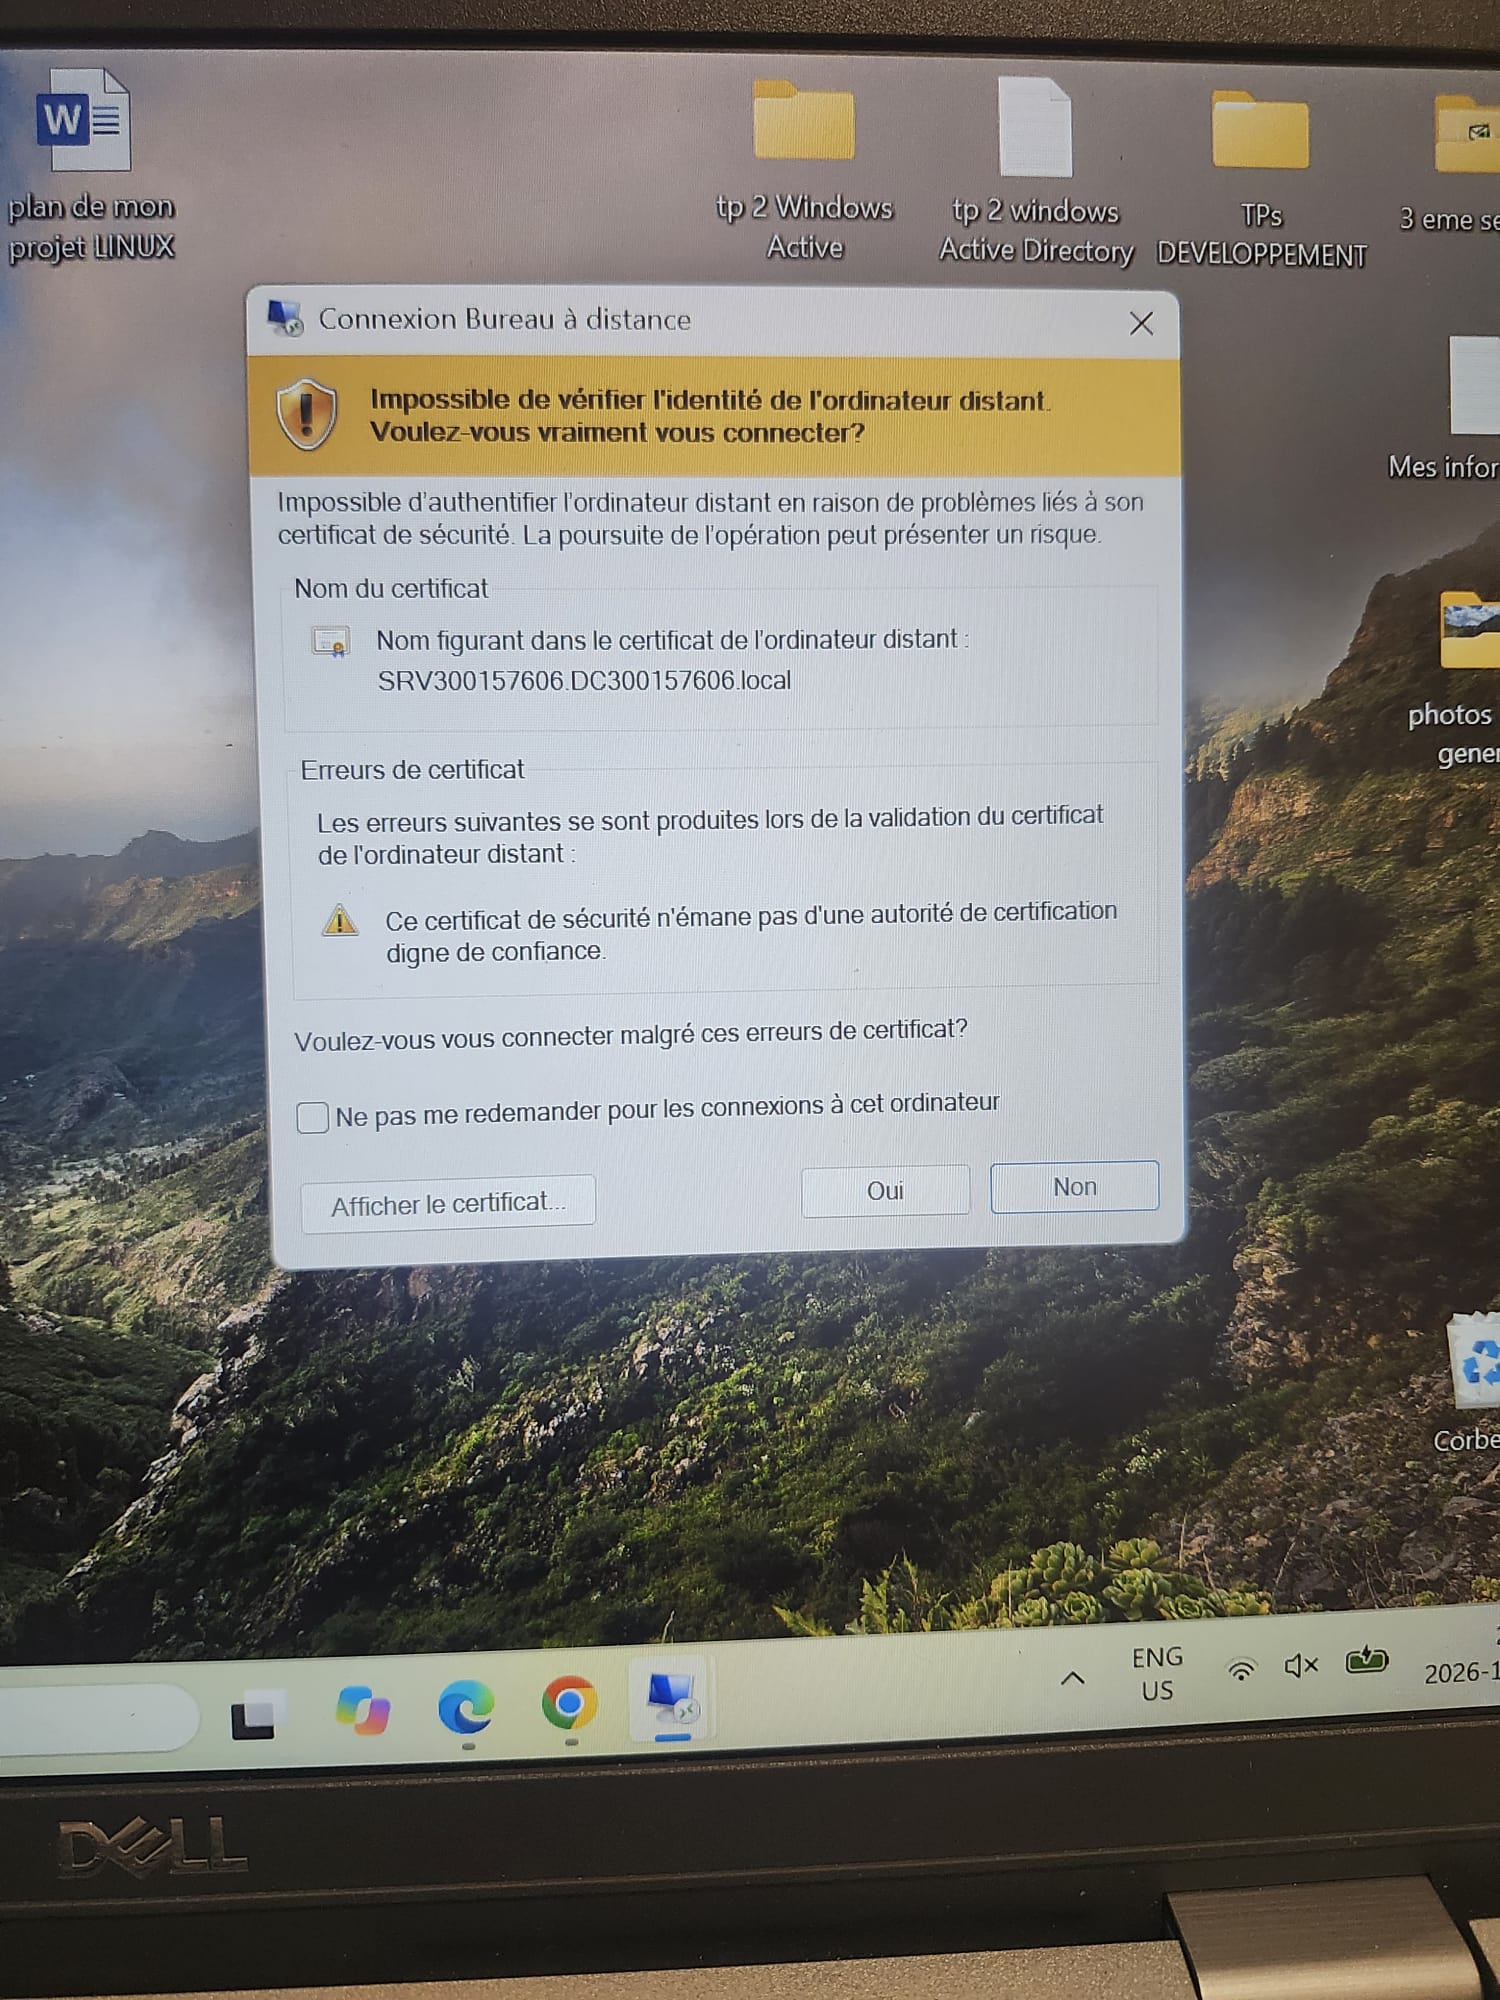 W
plan de mon
projet LINUX
tp 2 Windows
Active
tp 2 windows
Active Directory
TPs
DEVELOPPEMENT
3 eme
Connexion Bureau à distance
Impossible de vérifier l'identité de l'ordinateur distant.
Voulez-vous vraiment vous connecter?
Impossible d'authentifier l'ordinateur distant en raison de problèmes liés à son
certificat de sécurité. La poursuite de l'opération peut présenter un risque.
Nom du certificat
Nom figurant dans le certificat de l'ordinateur distant :
SRV300157606.DC300157606.local
Erreurs de certificat
Les erreurs suivantes se sont produites lors de la validation du certificat
de l'ordinateur distant :
Ce certificat de sécurité n'émane pas d'une autorité de certification
digne de confiance.
Voulez-vous vous connecter malgré ces erreurs de certificat?
Ne pas me redemander pour les connexions à cet ordinateur
Afficher le certificat...
Oui
Non
Mes infor
photos
gener
Corbe
ENG
US
2026-1
DELL